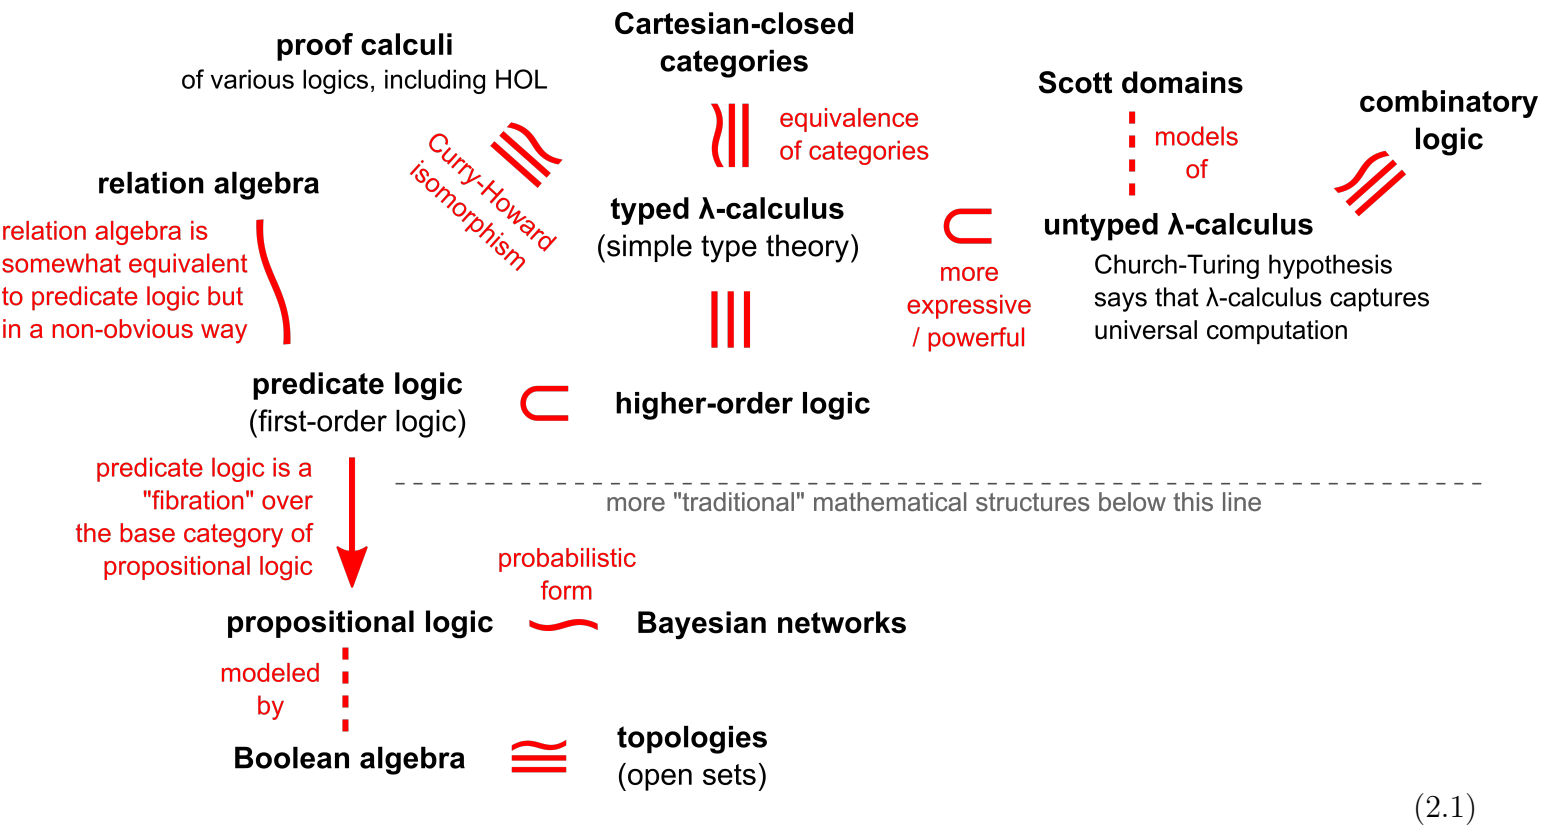 Cartesian-closed
categories
proof calculi
of various logics, including HOL
Scott domains
combinatory
logic
equivalence
of categories
models
of
Curry-Howard
isomorphism
relation algebra
typed λ-calculus
(simple type theory)
untyped λ-calculus
relation algebra is
somewhat equivalent
to predicate logic but
in a non-obvious way
more
expressive
/ powerful
Church-Turing hypothesis
says that λ-calculus captures
universal computation
predicate logic
(first-order logic)
⊂
higher-order logic
predicate logic is a
"fibration" over
the base category of
propositional logic
more "traditional" mathematical structures below this line
probabilistic
form
propositional logic
Bayesian networks
modeled
by
Boolean algebra
≅
topologies
(open sets)
(2.1)